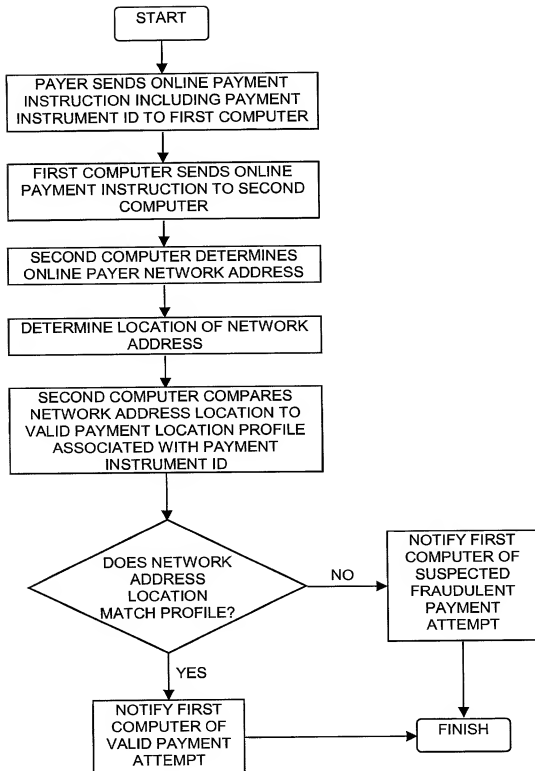 START
PAYER SENDS ONLINE PAYMENT
INSTRUCTION INCLUDING PAYMENT
INSTRUMENT ID TO FIRST COMPUTER
FIRST COMPUTER SENDS ONLINE
PAYMENT INSTRUCTION TO SECOND
COMPUTER
SECOND COMPUTER DETERMINES
ONLINE PAYER NETWORK ADDRESS
DETERMINE LOCATION OF NETWORK
ADDRESS
SECOND COMPUTER COMPARES
NETWORK ADDRESS LOCATION TO
VALID PAYMENT LOCATION PROFILE
ASSOCIATED WITH PAYMENT
INSTRUMENT ID
DOES NETWORK
ADDRESS
LOCATION
MATCH PROFILE?
NO
NOTIFY FIRST
COMPUTER OF
SUSPECTED
FRAUDULENT
PAYMENT
ATTEMPT
YES
NOTIFY FIRST
COMPUTER OF
VALID PAYMENT
ATTEMPT
FINISH